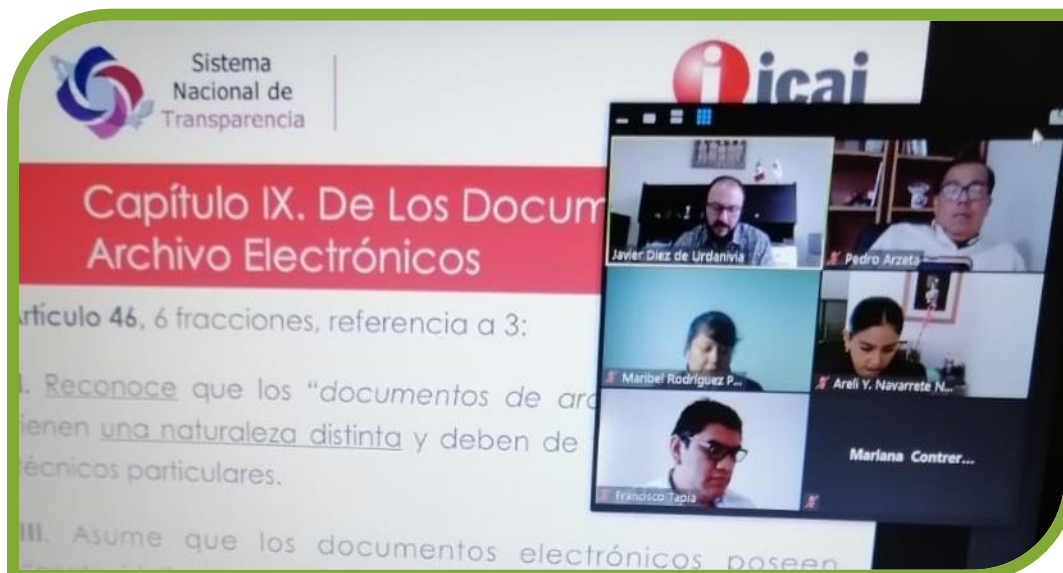 Sistema
Nacional de
Transparencia
icai
Capítulo IX. De Los Docum
Archivo Electrónicos
Artículo 46, 6 fracciones, referencia a 3:
I. Reconoce que los "documentos de arc
tienen una naturaleza distinta y deben de
técnicos particulares.
III. Asume que los documentos electrónicos poseen
Javier Diez de Urdanivia
Pedro Arzeta
Maribel Rodríguez P...
Areli Y. Navarrete N...
Francisco Tapia
Mariana Contrer...